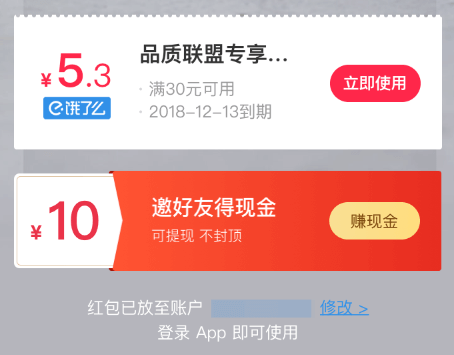 品质联盟专享...
¥5.3
· 满30元可用
立即使用
饿了么
· 2018-12-13到期
¥10
邀好友得现金
可提现 不封顶
赚现金
红包已放至账户 修改 >
登录 App 即可使用